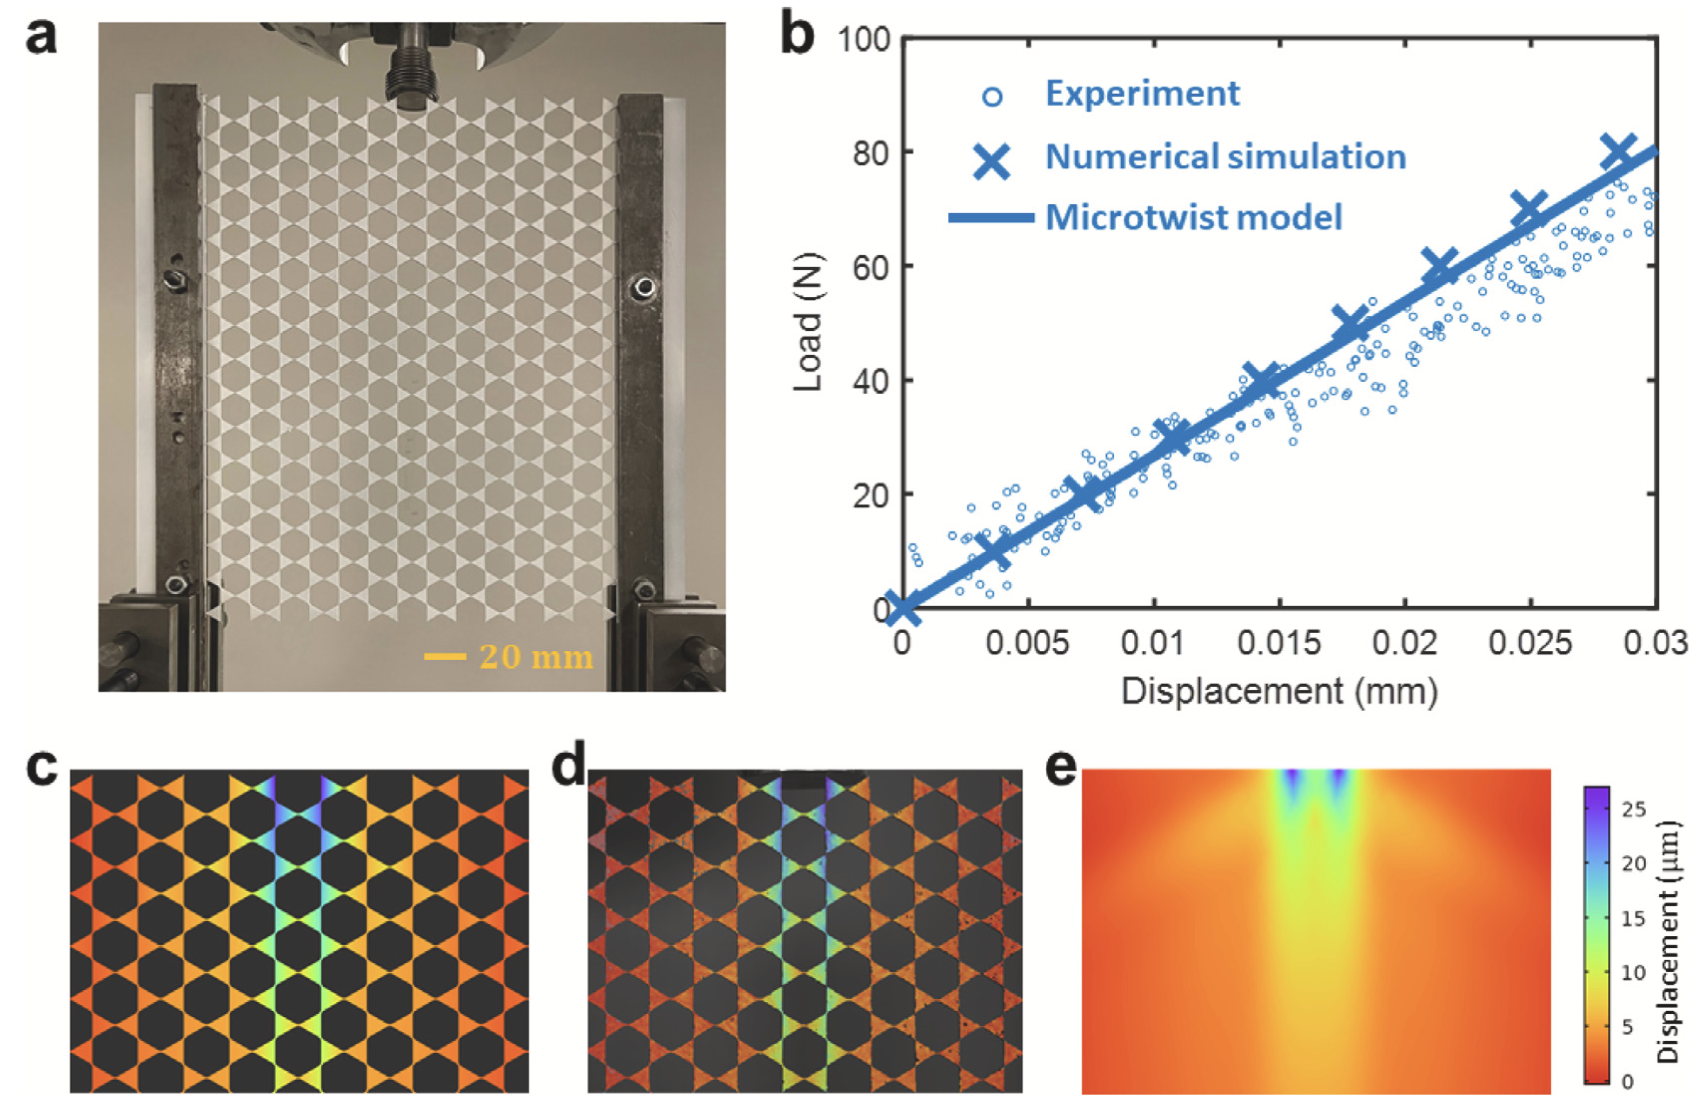 a
20 mm
b
100
80
60
40
20
0
Load (N)
Experiment
Numerical simulation
Microtwist model
0 0.005 0.01 0.015 0.02 0.025 0.03
Displacement (mm)
c
d
e
25
20
15
10
5
0
Displacement (μm)